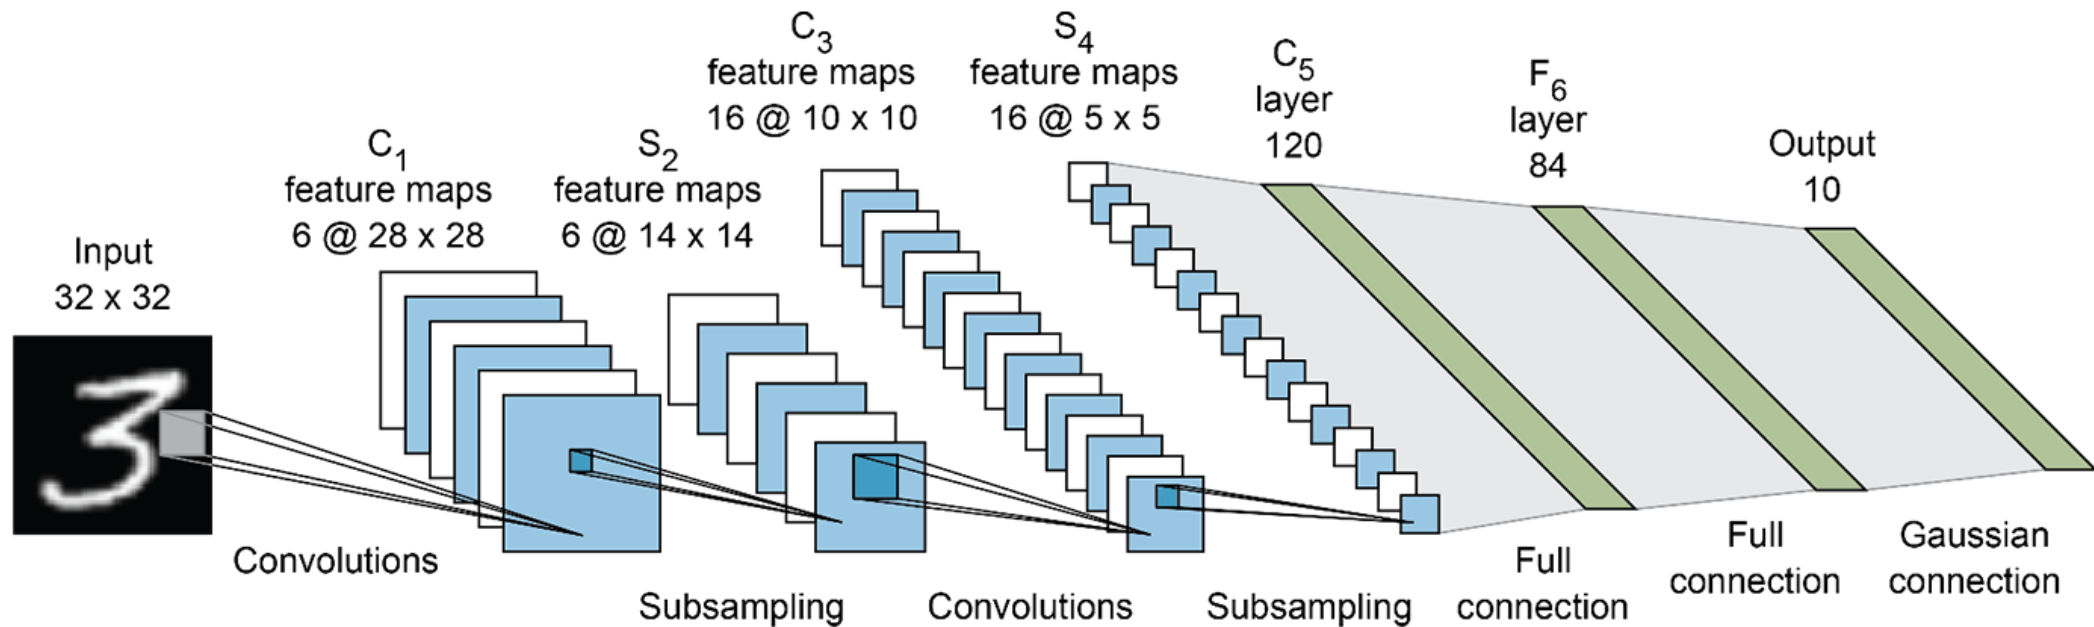 Input
32 x 32
C1
feature maps
6 @ 28 x 28
S2
feature maps
6 @ 14 x 14
C3
feature maps
16 @ 10 x 10
S4
feature maps
16 @ 5 x 5
C5
layer
120
F6
layer
84
Output
10
3
Convolutions
Subsampling
Convolutions
Subsampling
Full
connection
Full
connection
Gaussian
connection